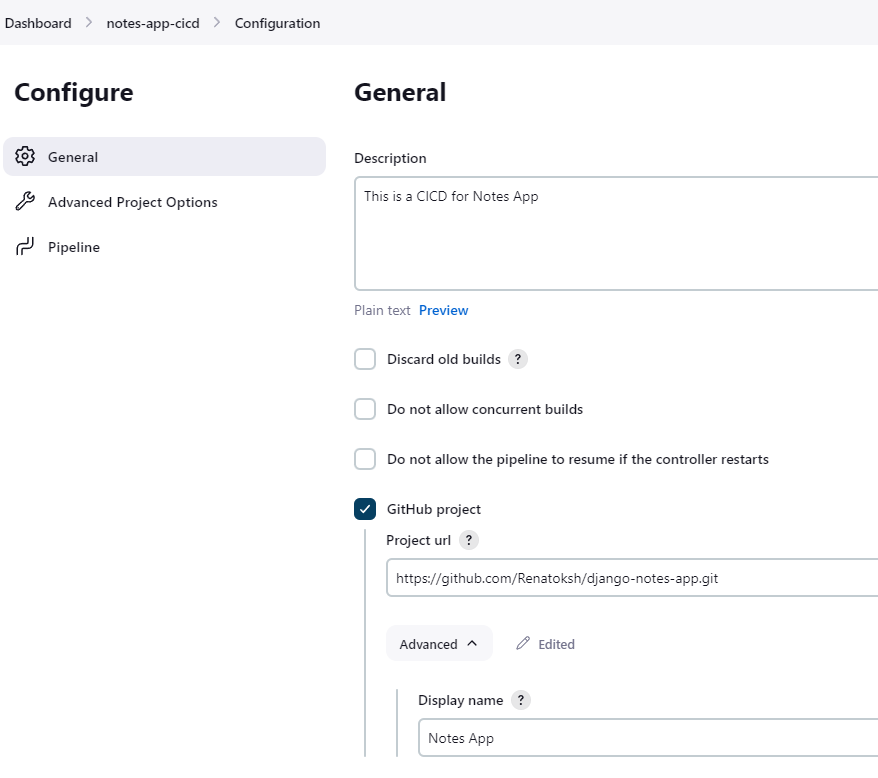 Dashboard > notes-app-cicd > Configuration
Configure
General
Advanced Project Options
Pipeline
General
Description
This is a CICD for Notes App
Plain text Preview
Discard old builds ?
Do not allow concurrent builds
Do not allow the pipeline to resume if the controller restarts
GitHub project
Project url ?
https://github.com/Renatoksh/django-notes-app.git
Advanced Edited
Display name ?
Notes App